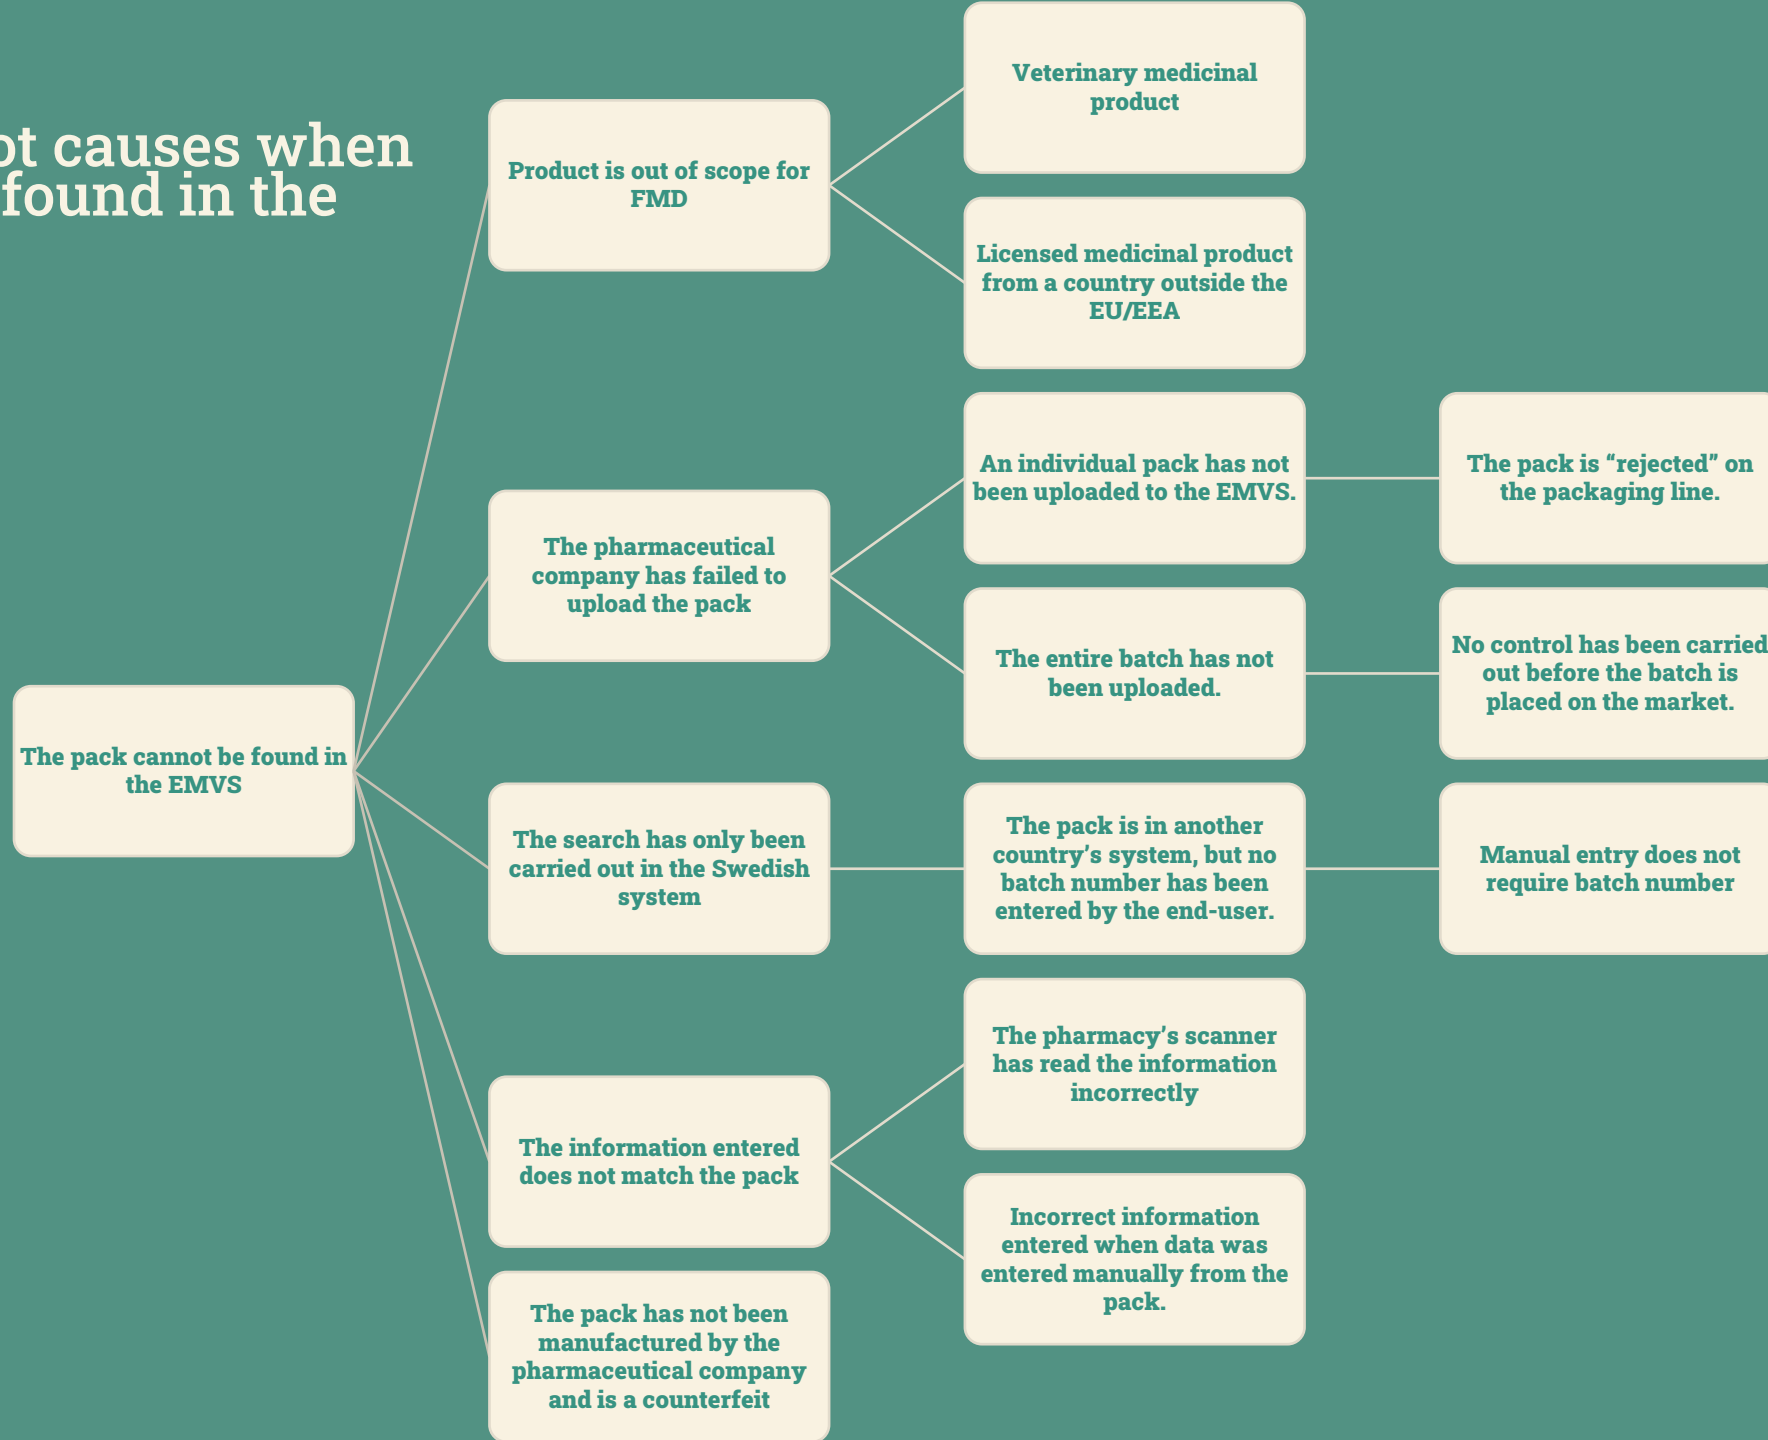 causes when
found in the
Veterinary medicinal
product
Product is out of scope for
FMD
Licensed medicinal product
from a country outside the
EU/EEA
An individual pack has not
been uploaded to the EMVS.
The pack is “rejected” on
the packaging line.
The pharmaceutical
company has failed to
upload the pack
The entire batch has not
been uploaded.
No control has been carried
out before the batch is
placed on the market.
The pack cannot be found in
the EMVS
The search has only been
carried out in the Swedish
system
The pack is in another
country’s system, but no
batch number has been
entered by the end-user.
Manual entry does not
require batch number
The pharmacy’s scanner
has read the information
incorrectly
The information entered
does not match the pack
Incorrect information
entered when data was
entered manually from the
pack.
The pack has not been
manufactured by the
pharmaceutical company
and is a counterfeit